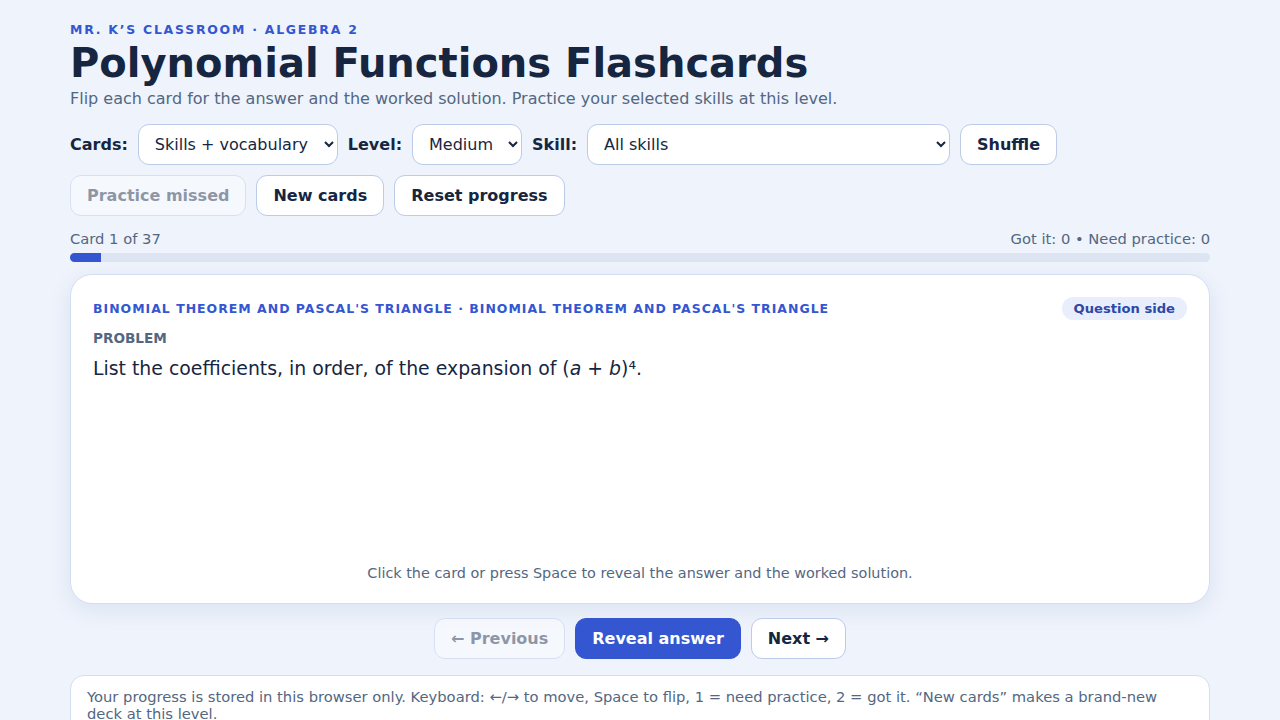 MR. K’S CLASSROOM · ALGEBRA 2
Polynomial Functions Flashcards
Flip each card for the answer and the worked solution. Practice your selected skills at this level.
Cards: Skills + vocabulary Level: Medium Skill: All skills Shuffle
Practice missed New cards Reset progress
Card 1 of 37 Got it: 0 • Need practice: 0
BINOMIAL THEOREM AND PASCAL'S TRIANGLE · BINOMIAL THEOREM AND PASCAL'S TRIANGLE Question side
PROBLEM
List the coefficients, in order, of the expansion of (a + b)⁴.
Click the card or press Space to reveal the answer and the worked solution.
← Previous Reveal answer Next →
Your progress is stored in this browser only. Keyboard: ←/→ to move, Space to flip, 1 = need practice, 2 = got it. “New cards” makes a brand-new
deck at this level.